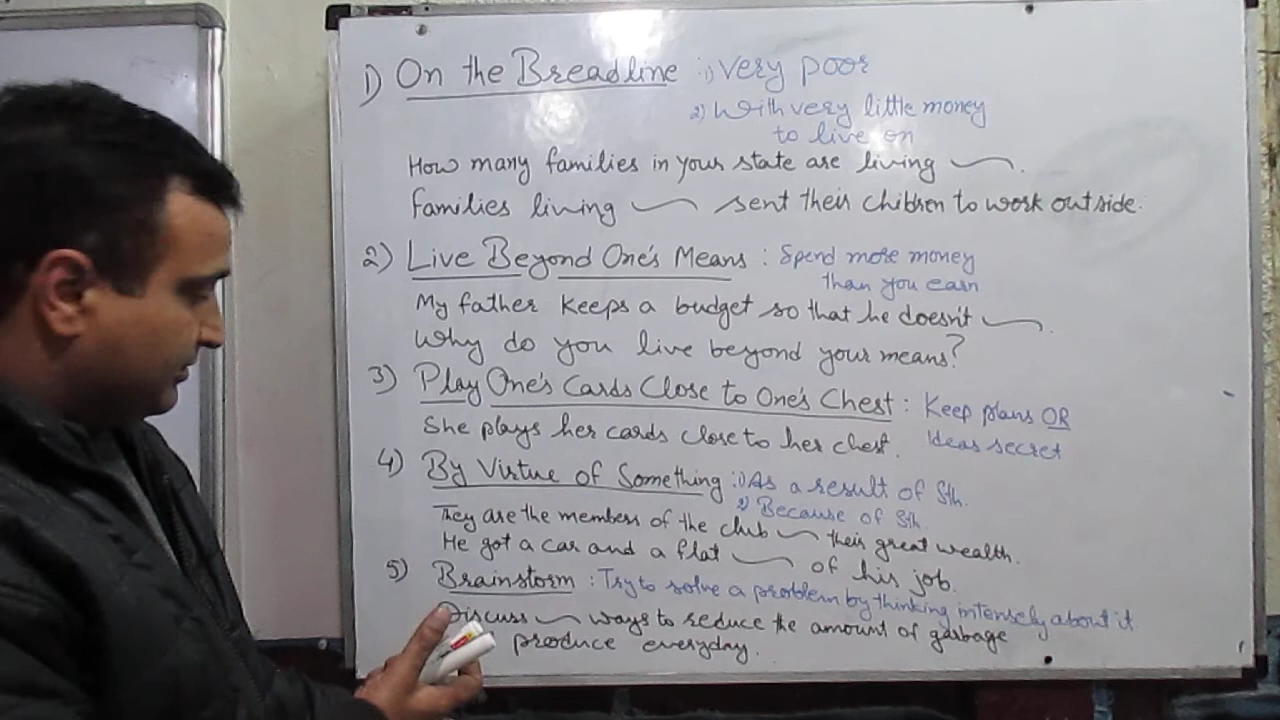 1) On the Breadline : 1) Very poor
2) With very little money
to live on
How many families in your state are living ~.
families living ~ sent their children to work outside.
2) Live Beyond One's Means : Spend more money
than you earn
My father keeps a budget so that he doesn't ~.
Why do you live beyond your means?
3) Play One's Cards Close to One's Chest : Keep plans OR
Ideas secret
She plays her cards close to her chest.
4) By Virtue of Something : 1) As a result of Sth.
2) Because of Sth.
They are the members of the club ~ their great wealth.
He got a car and a flat ~ of his job.
5) Brainstorm : Try to solve a problem by thinking intensely about it
Discuss ~ ways to reduce the amount of garbage
produce everyday.